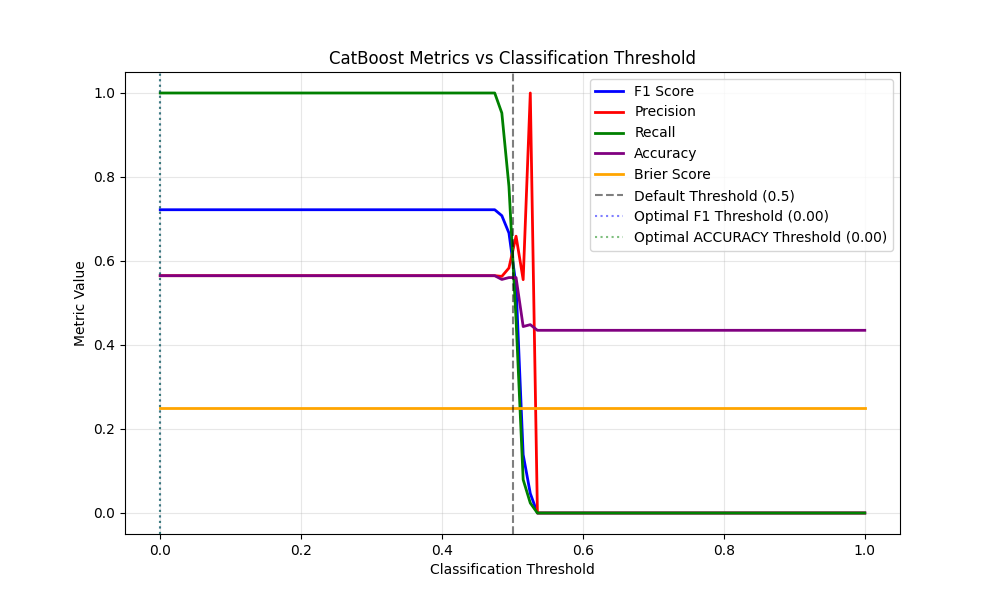 CatBoost Metrics vs Classification Threshold
F1 Score
Precision
Recall
Accuracy
Brier Score
Default Threshold (0.5)
Optimal F1 Threshold (0.00)
Optimal ACCURACY Threshold (0.00)
Metric Value
1.0
0.8
0.6
0.4
0.2
0.0
0.0 0.2 0.4 0.6 0.8 1.0
Classification Threshold